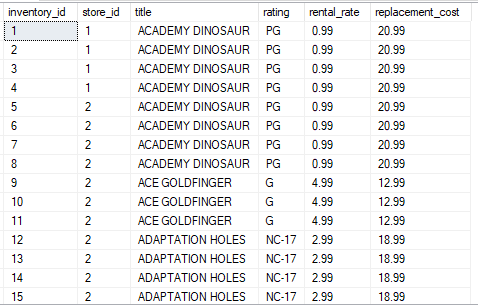 inventory_id store_id title rating rental_rate replacement_cost
1 1 ACADEMY DINOSAUR PG 0.99 20.99
2 1 ACADEMY DINOSAUR PG 0.99 20.99
3 1 ACADEMY DINOSAUR PG 0.99 20.99
4 1 ACADEMY DINOSAUR PG 0.99 20.99
5 2 ACADEMY DINOSAUR PG 0.99 20.99
6 2 ACADEMY DINOSAUR PG 0.99 20.99
7 2 ACADEMY DINOSAUR PG 0.99 20.99
8 2 ACADEMY DINOSAUR PG 0.99 20.99
9 2 ACE GOLDFINGER G 4.99 12.99
10 2 ACE GOLDFINGER G 4.99 12.99
11 2 ACE GOLDFINGER G 4.99 12.99
12 2 ADAPTATION HOLES NC-17 2.99 18.99
13 2 ADAPTATION HOLES NC-17 2.99 18.99
14 2 ADAPTATION HOLES NC-17 2.99 18.99
15 2 ADAPTATION HOLES NC-17 2.99 18.99